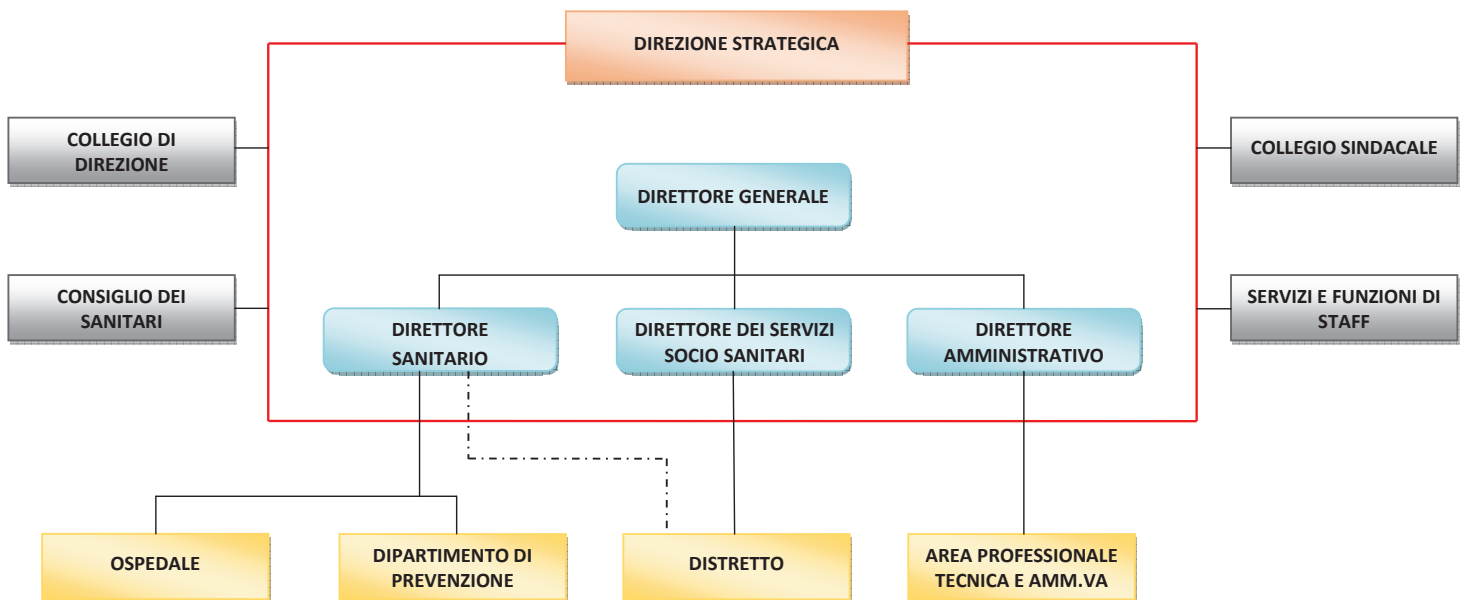 DIREZIONE STRATEGICA
COLLEGIO DI
DIREZIONE
COLLEGIO SINDACALE
DIRETTORE GENERALE
CONSIGLIO DEI
SANITARI
SERVIZI E FUNZIONI DI
STAFF
DIRETTORE
SANITARIO
DIRETTORE DEI SERVIZI
SOCIO SANITARI
DIRETTORE
AMMINISTRATIVO
OSPEDALE
DIPARTIMENTO DI
PREVENZIONE
DISTRETTO
AREA PROFESSIONALE
TECNICA E AMM.VA